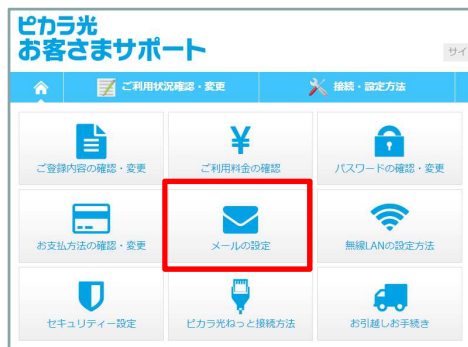 ピカラ光
お客さまサポート
サイ
ご利用状況確認・変更
接続・設定方法
ご登録内容の確認・変更
¥
ご利用料金の確認
パスワードの確認・変更
お支払方法の確認・変更
メールの設定
無線LANの設定方法
セキュリティー設定
ピカラ光ねっと接続方法
お引越しお手続き